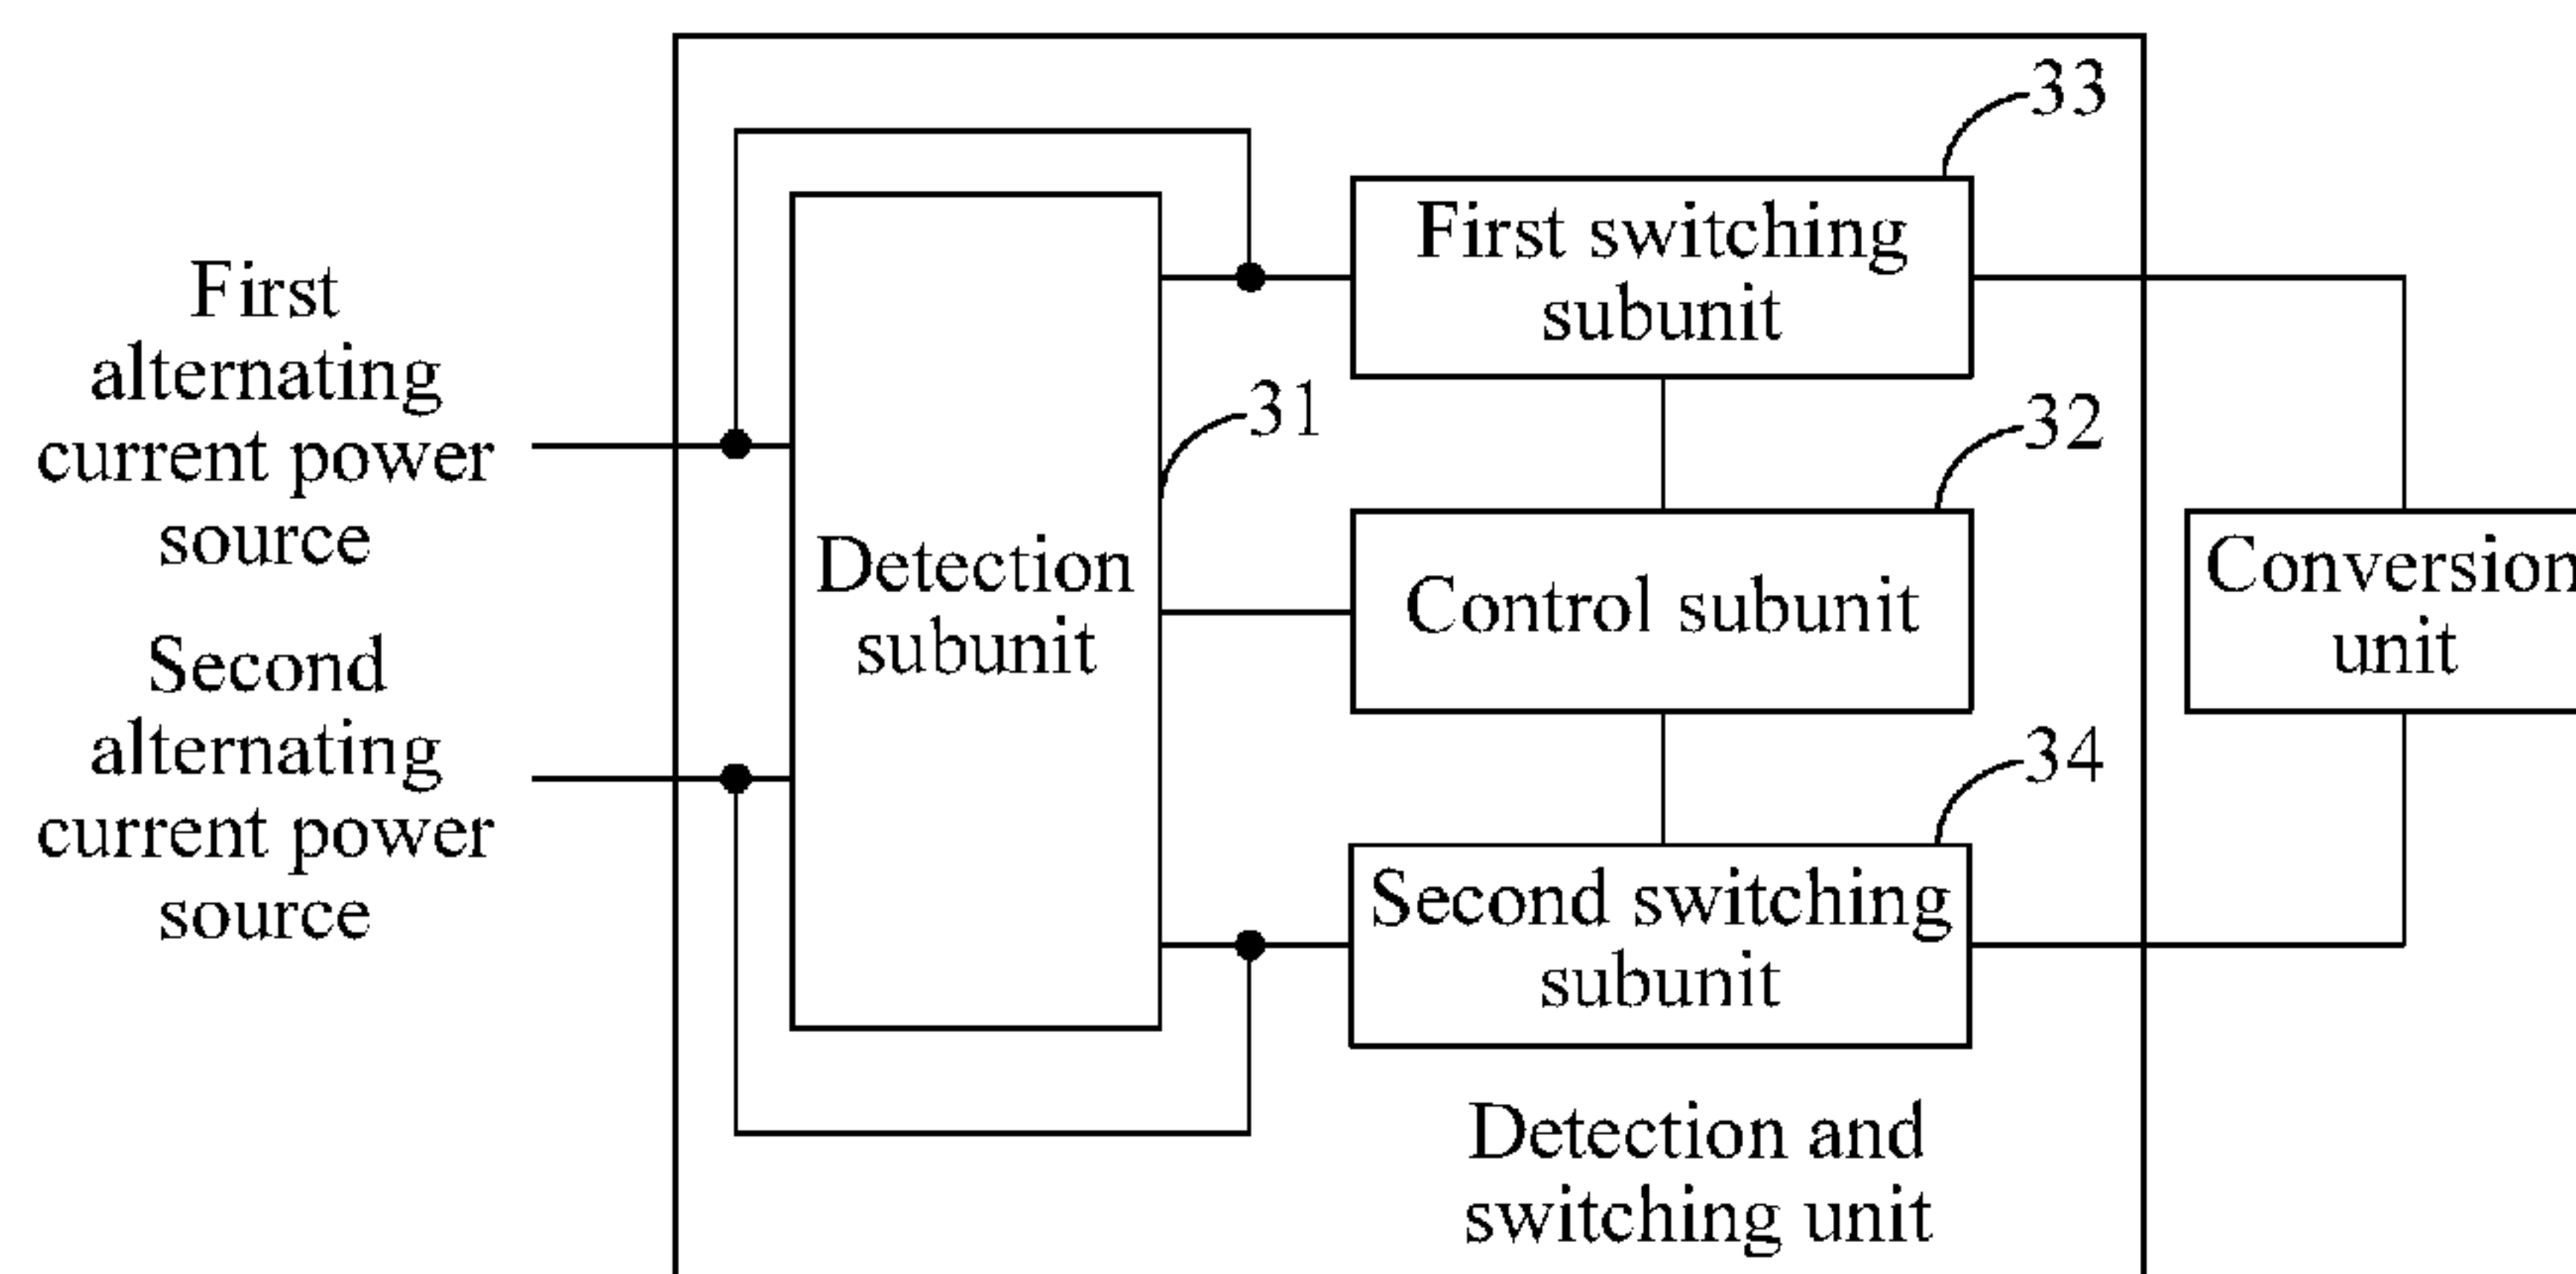 First
alternating
current power
source
Second
alternating
current power
source
Detection
subunit
31
First switching
subunit
33
Control subunit
32
Second switching
subunit
34
Detection and
switching unit
Conversion
unit